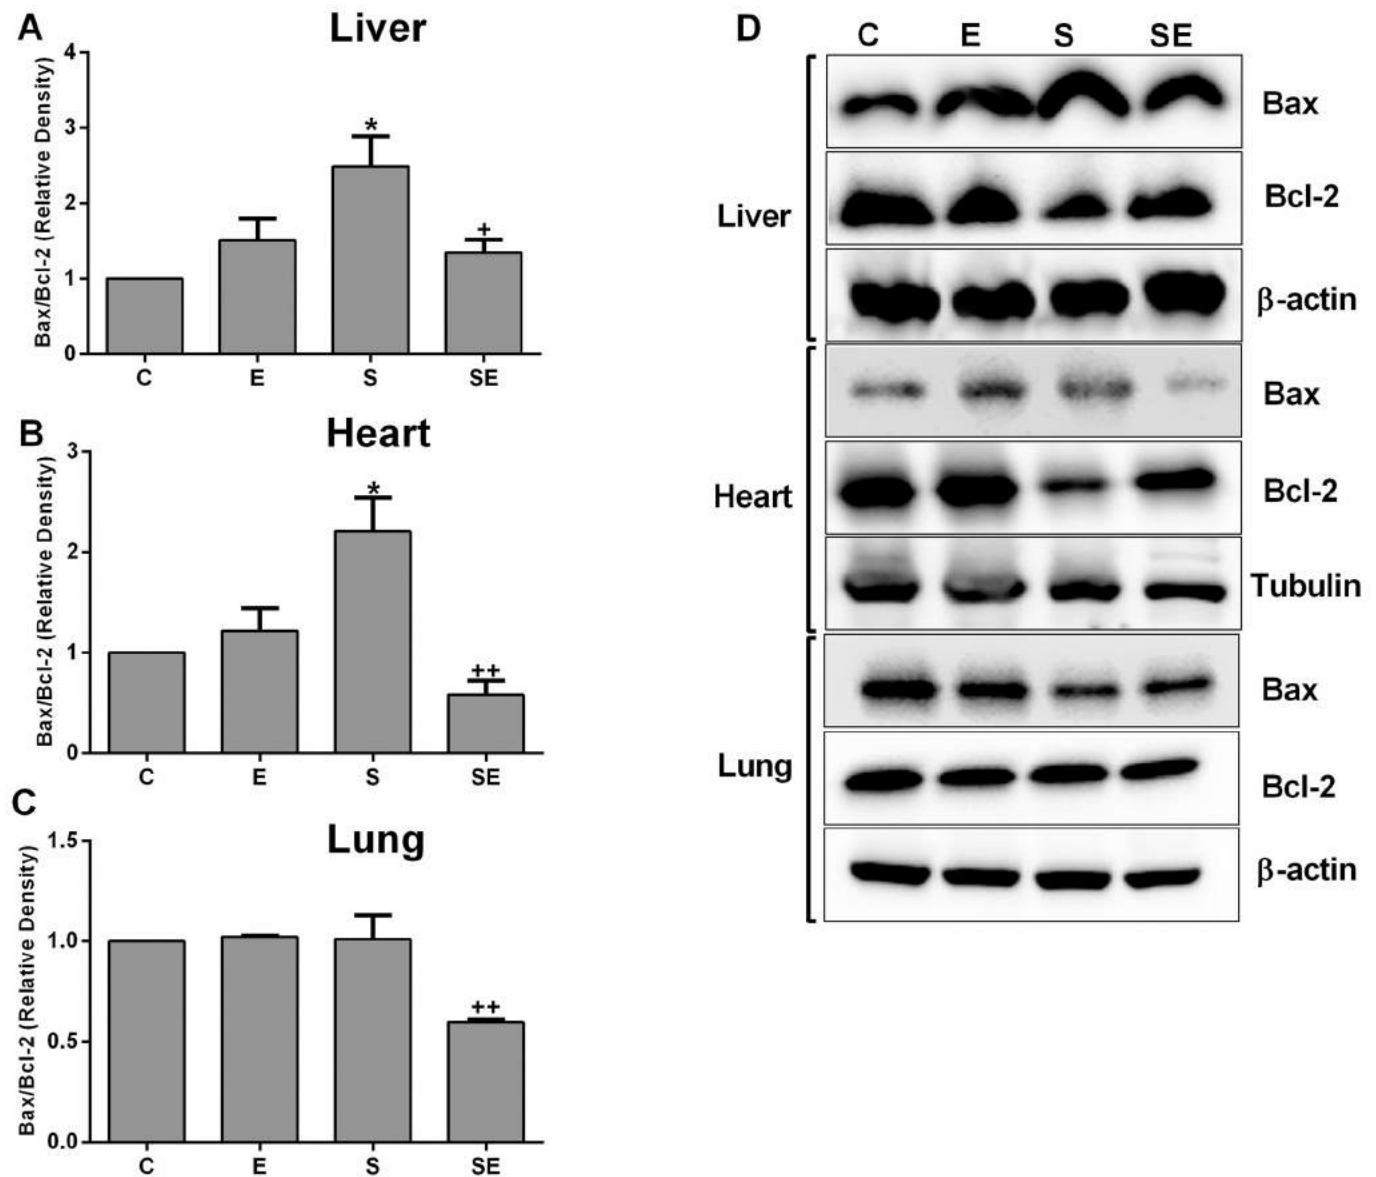 A
Liver
Bax/Bcl-2 (Relative Density)
4
3
2
1
0
*
+
C E S SE
B
Heart
Bax/Bcl-2 (Relative Density)
3
2
1
0
*
++
C E S SE
C
Lung
Bax/Bcl-2 (Relative Density)
1.5
1.0
0.5
0.0
++
C E S SE
D
C E S SE
Liver
Bax
Bcl-2
β-actin
Heart
Bax
Bcl-2
Tubulin
Lung
Bax
Bcl-2
β-actin